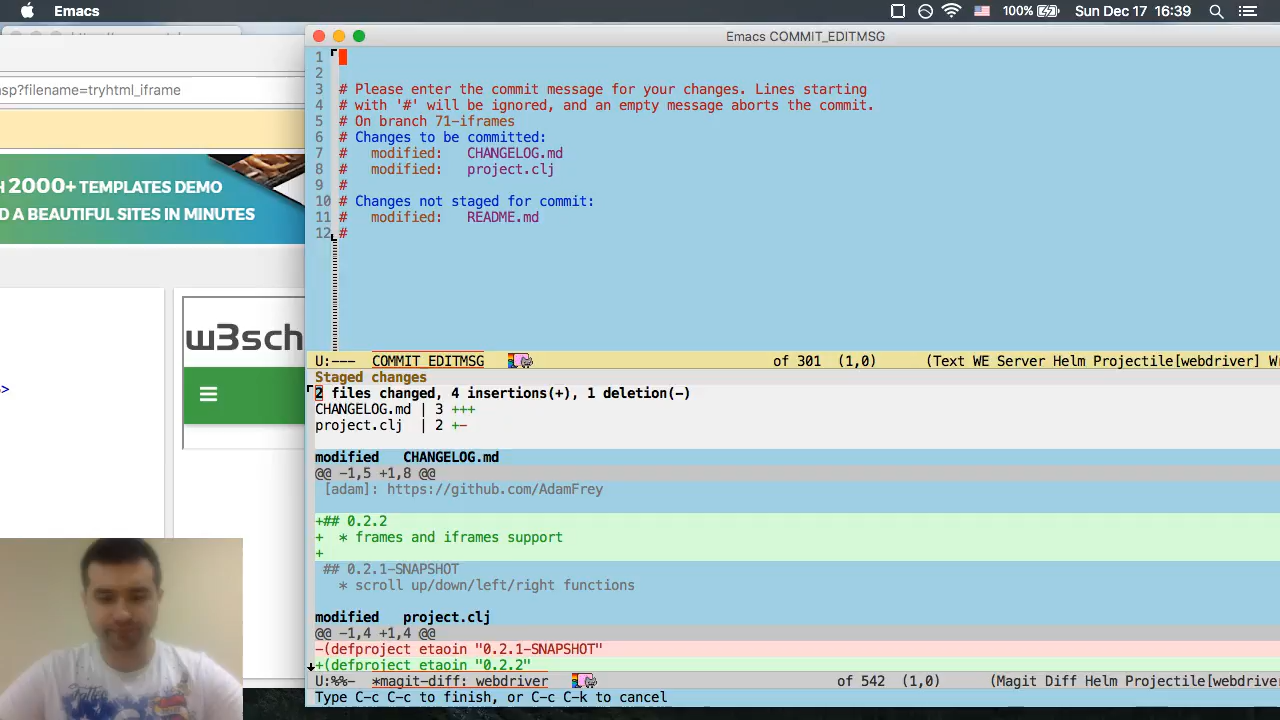 Emacs
100%
Sun Dec 17 16:39
Emacs COMMIT_EDITMSG
1
2
3 # Please enter the commit message for your changes. Lines starting
4 # with '#' will be ignored, and an empty message aborts the commit.
5 # On branch 71-iframes
6 # Changes to be committed:
7 #   modified:   CHANGELOG.md
8 #   modified:   project.clj
9 #
10 # Changes not staged for commit:
11 #   modified:   README.md
12 #
U:---  COMMIT_EDITMSG of 301 (1,0) (Text WE Server Helm Projectile[webdriver] W
Staged changes
2 files changed, 4 insertions(+), 1 deletion(-)
CHANGELOG.md | 3 +++
project.clj  | 2 +-
modified   CHANGELOG.md
@@ -1,5 +1,8 @@
[adam]: https://github.com/AdamFrey
+## 0.2.2
+  * frames and iframes support
+
## 0.2.1-SNAPSHOT
* scroll up/down/left/right functions
modified   project.clj
@@ -1,4 +1,4 @@
-(defproject etaoin "0.2.1-SNAPSHOT"
+(defproject etaoin "0.2.2"
U:%%-  *magit-diff: webdriver of 542 (1,0) (Magit Diff Helm Projectile[webdrive
Type C-c C-c to finish, or C-c C-k to cancel
sp?filename=tryhtml_iframe
H 2000+ TEMPLATES DEMO
D A BEAUTIFUL SITES IN MINUTES
w3sch
>